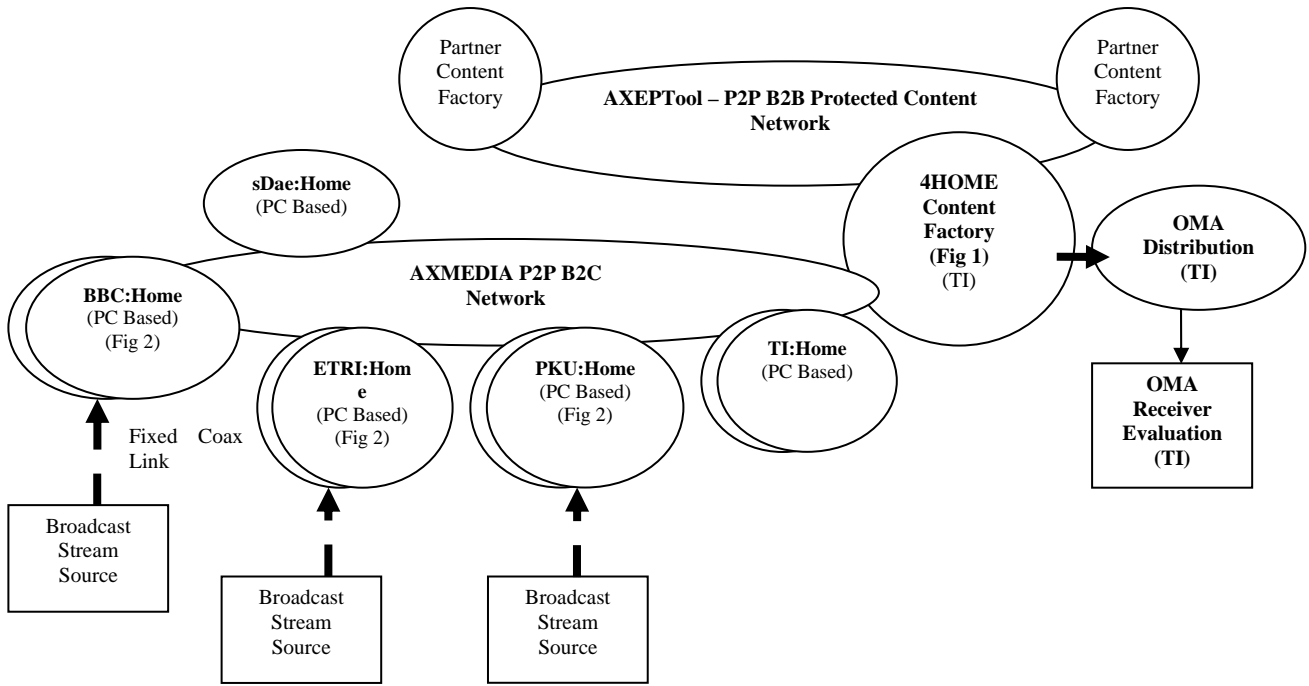 Partner
Content
Factory
Partner
Content
Factory
AXEPTool – P2P B2B Protected Content
Network
sDae:Home
(PC Based)
4HOME
Content
Factory
(Fig 1)
(TI)
OMA
Distribution
(TI)
AXMEDIA P2P B2C
Network
BBC:Home
(PC Based)
(Fig 2)
ETRI:Hom
e
(PC Based)
(Fig 2)
PKU:Home
(PC Based)
(Fig 2)
TI:Home
(PC Based)
OMA
Receiver
Evaluation
(TI)
Fixed Coax
Link
Broadcast
Stream
Source
Broadcast
Stream
Source
Broadcast
Stream
Source